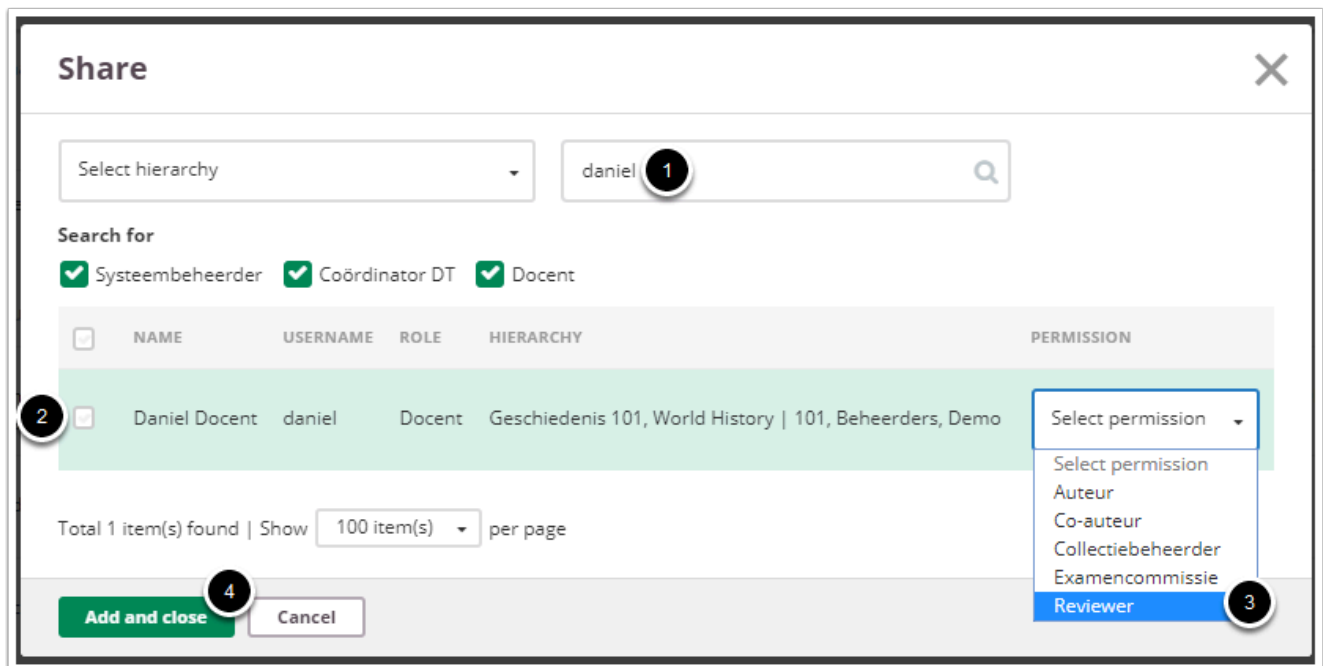 Share
Select hierarchy
daniel 1
Search for
Systeembeheerder Coördinator DT Docent
NAME USERNAME ROLE HIERARCHY PERMISSION
2 Daniel Docent daniel Docent Geschiedenis 101, World History | 101, Beheerders, Demo Select permission
Select permission
Auteur
Co-auteur
Collectiebeheerder
Examencommissie
Reviewer 3
Total 1 item(s) found | Show 100 item(s) per page
4
Add and close Cancel